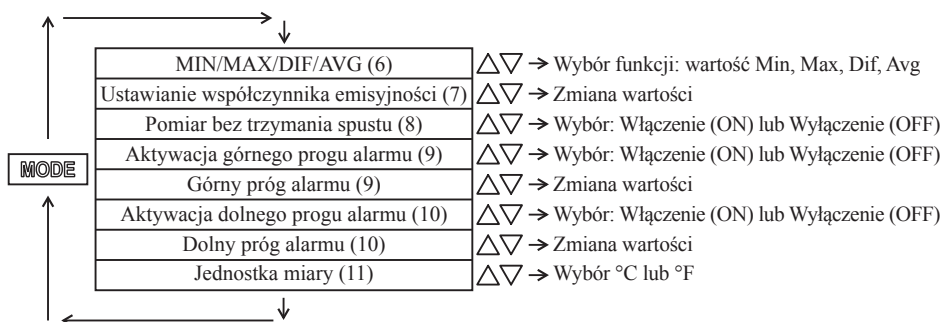 MIN/MAX/DIF/AVG (6) △▽ → Wybór funkcji: wartość Min, Max, Dif, Avg
Ustawianie współczynnika emisyjności (7) △▽ → Zmiana wartości
Pomiar bez trzymania spustu (8) △▽ → Wybór: Włączenie (ON) lub Wyłączenie (OFF)
Aktywacja górnego progu alarmu (9) △▽ → Wybór: Włączenie (ON) lub Wyłączenie (OFF)
MODE
Górny próg alarmu (9) △▽ → Zmiana wartości
Aktywacja dolnego progu alarmu (10) △▽ → Wybór: Włączenie (ON) lub Wyłączenie (OFF)
Dolny próg alarmu (10) △▽ → Zmiana wartości
Jednostka miary (11) △▽ → Wybór °C lub °F